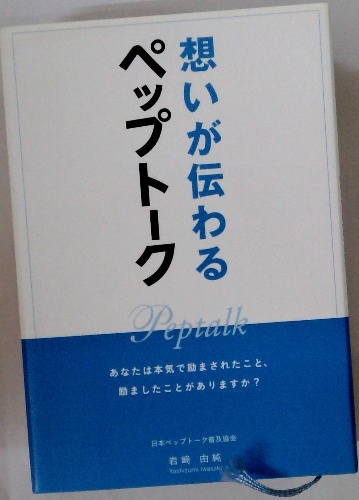 想いが伝わる
ペップトーク
Peptalk
あなたは本気で励まされたこと、
励ましたことがありますか？
日本ペップトーク普及協会
岩﨑 由純
Yoshizumi Iwasaki